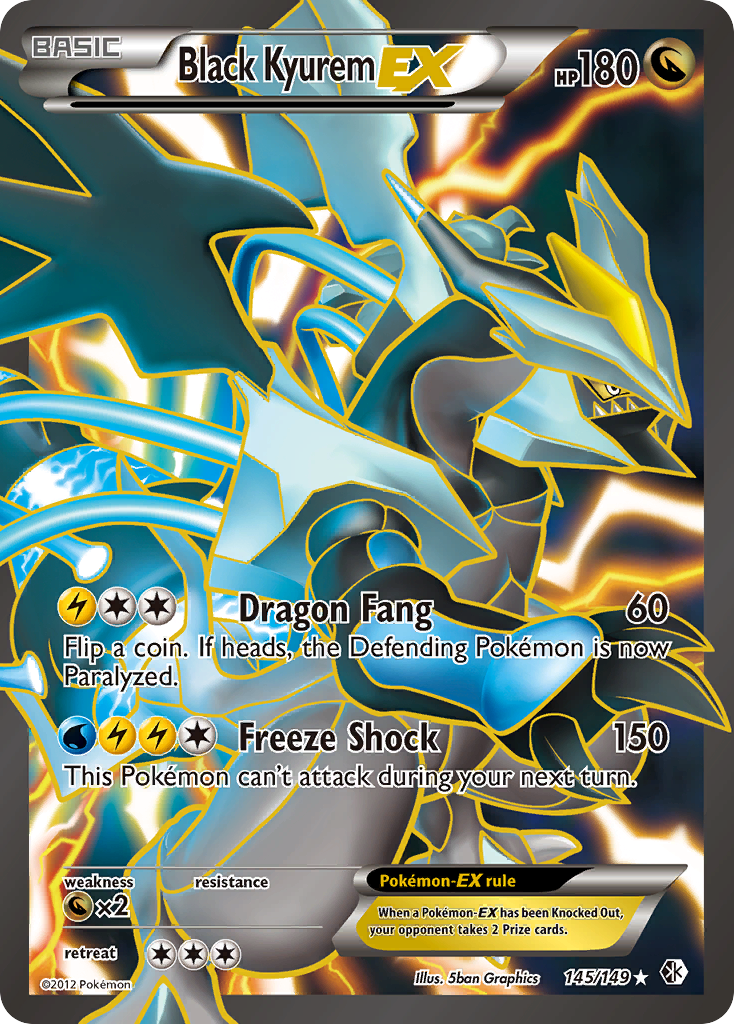 BASIC
Black Kyurem EX HP180
Dragon Fang 60
Flip a coin. If heads, the Defending Pokémon is now
Paralyzed.
Freeze Shock 150
This Pokémon can't attack during your next turn.
weakness resistance
×2
retreat
Pokémon-EX rule
When a Pokémon-EX has been Knocked Out,
your opponent takes 2 Prize cards.
©2012 Pokémon Illus. 5ban Graphics 145/149